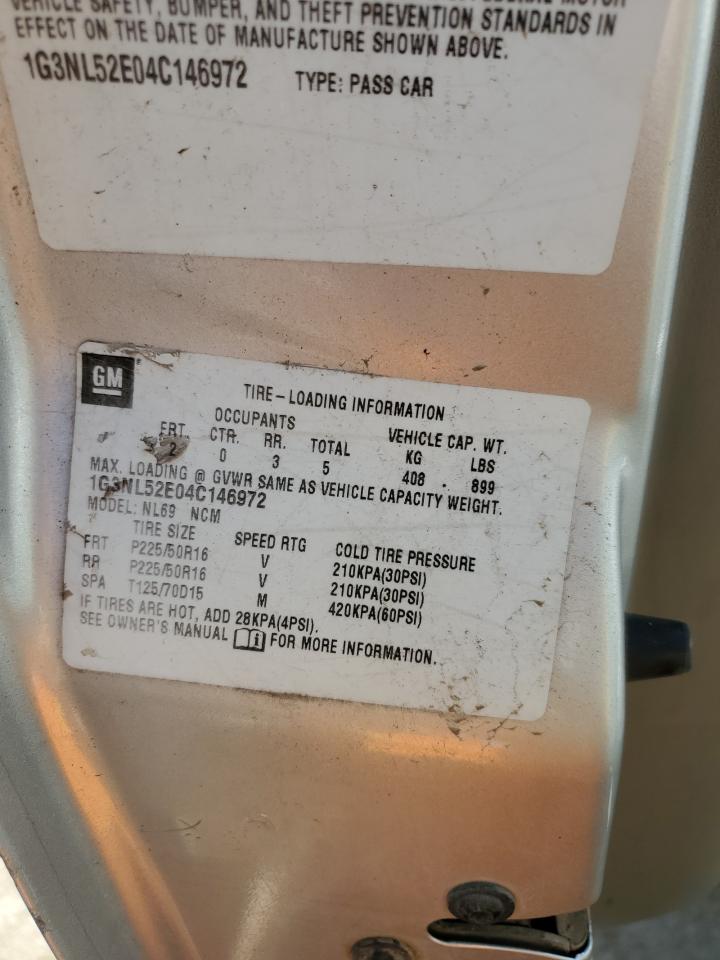 VEHICLE SAFETY, BUMPER, AND THEFT PREVENTION STANDARDS IN
EFFECT ON THE DATE OF MANUFACTURE SHOWN ABOVE.
1G3NL52E04C146972 TYPE: PASS CAR
GM
TIRE-LOADING INFORMATION
OCCUPANTS VEHICLE CAP. WT.
FRT. CTR. RR. TOTAL KG LBS
2 0 3 5 408 . 899
MAX. LOADING @ GVWR SAME AS VEHICLE CAPACITY WEIGHT.
1G3NL52E04C146972
MODEL: NL69 NCM
TIRE SIZE SPEED RTG COLD TIRE PRESSURE
FRT P225/50R16 V 210KPA(30PSI)
RR P225/50R16 V 210KPA(30PSI)
SPA T125/70D15 M 420KPA(60PSI)
IF TIRES ARE HOT, ADD 28KPA(4PSI).
SEE OWNER'S MANUAL FOR MORE INFORMATION.